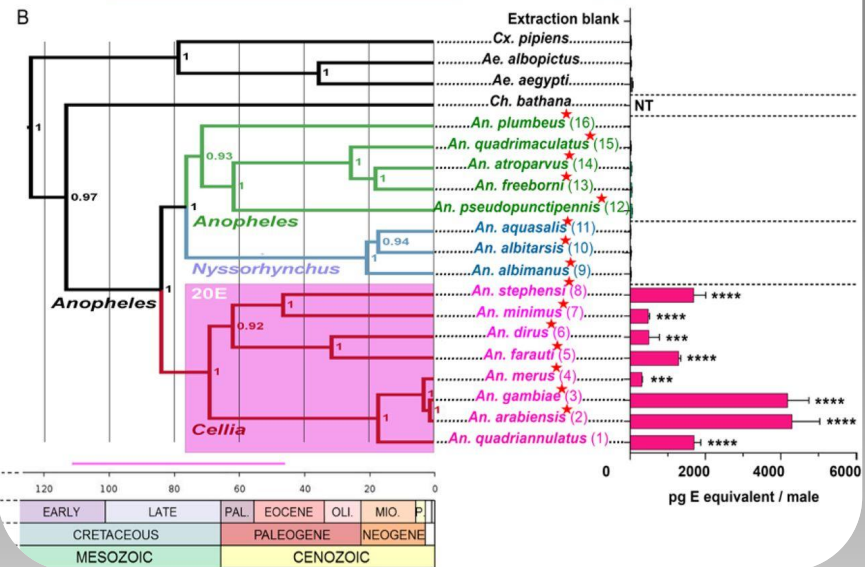 B
Extraction blank
Cx. pipiens
Ae. albopictus
Ae. aegypti
Ch. bathana
NT
An. plumbeus (16)
An. quadrimaculatus (15)
An. atroparvus (14)
An. freeborni (13)
An. pseudopunctipennis (12)
An. aquasalis (11)
An. albitarsis (10)
An. albimanus (9)
An. stephensi (8) ****
An. minimus (7) ****
An. dirus (6) ***
An. farauti (5) ****
An. merus (4) ***
An. gambiae (3) ****
An. arabiensis (2) ****
An. quadriannulatus (1) ****
1
1
1
0.97
0.93
1
1
1
1
Anopheles
0.94
1
Nyssorhynchus
Anopheles
1
20E
0.92
1
1
1
1
1
1
Cellia
120 100 80 60 40 20 0
EARLY LATE PAL. EOCENE OLI. MIO. P.
CRETACEOUS PALEOGENE NEOGENE
MESOZOIC CENOZOIC
0 2000 4000 6000
pg E equivalent / male